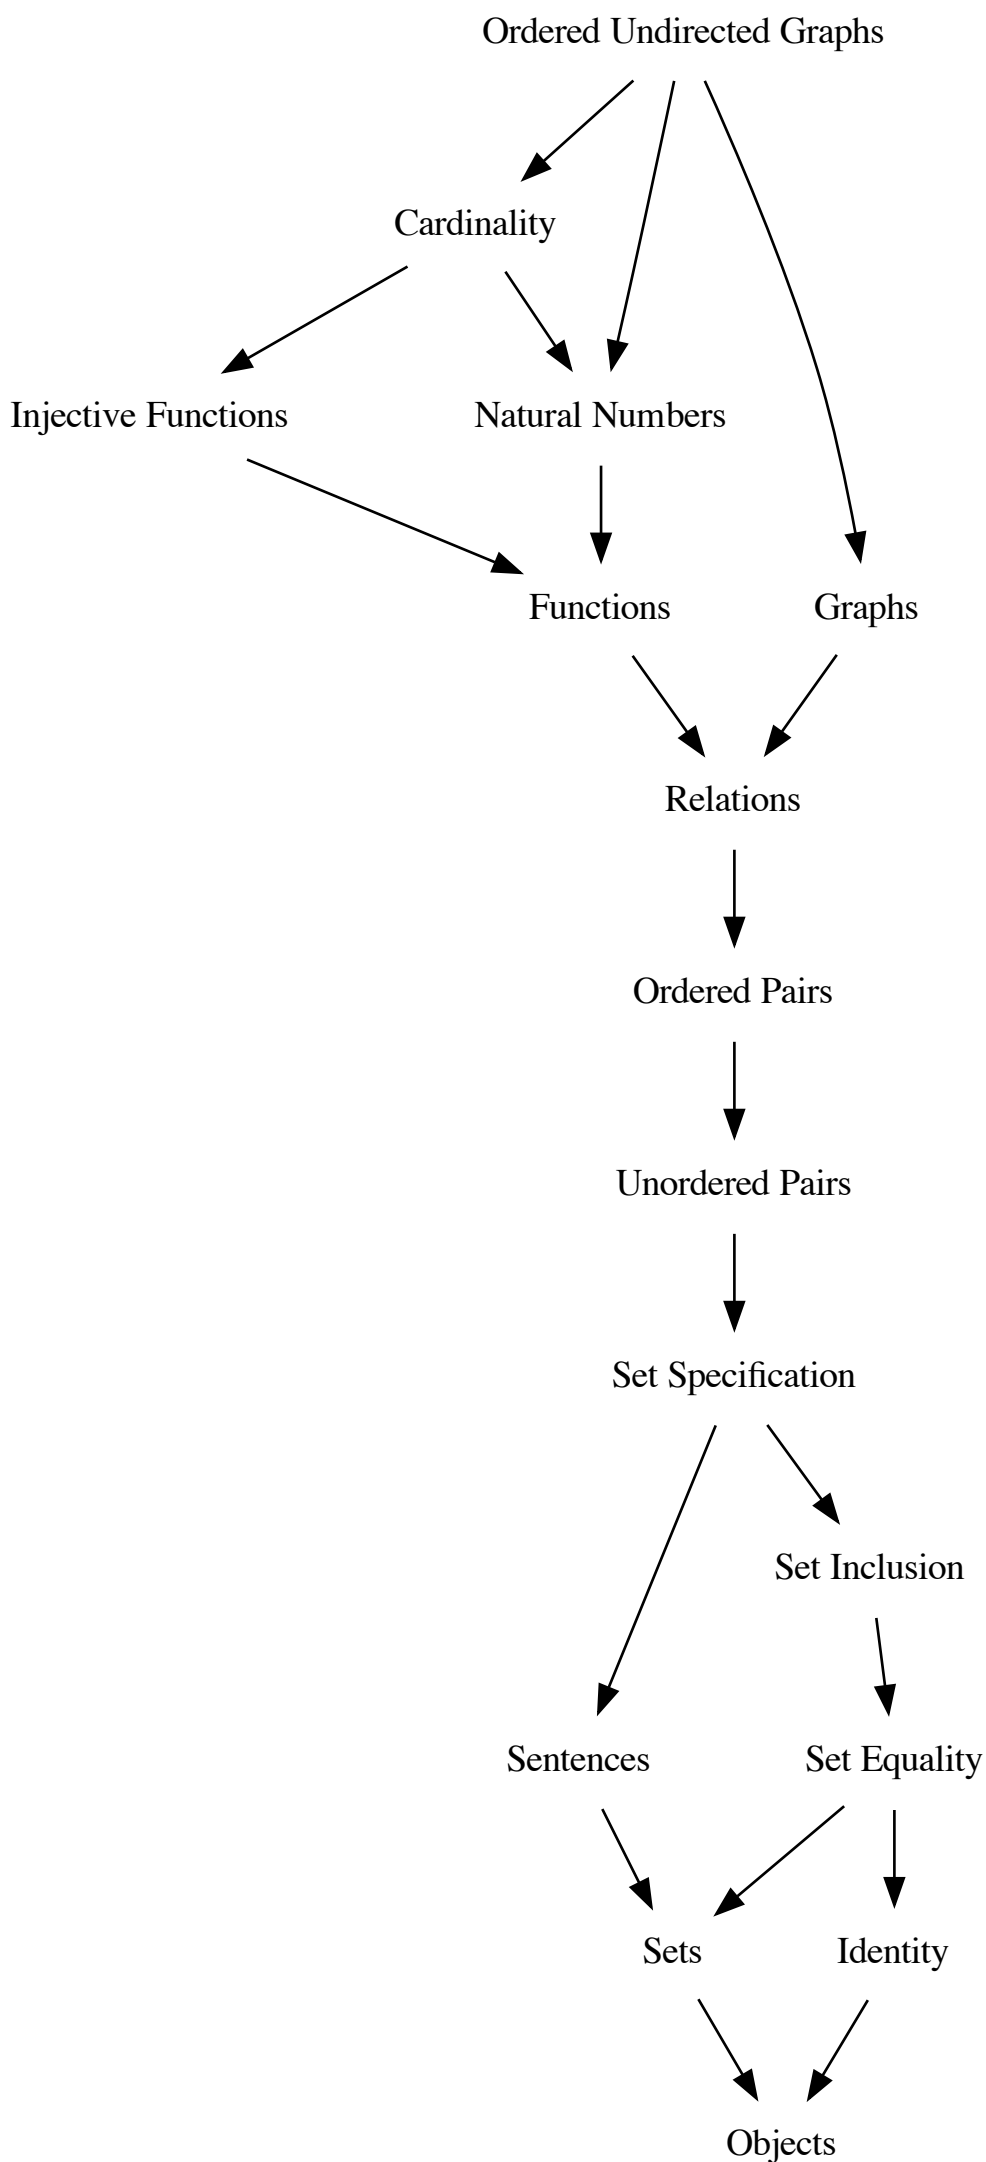 Ordered Undirected Graphs
Cardinality
Injective Functions
Natural Numbers
Functions
Graphs
Relations
Ordered Pairs
Unordered Pairs
Set Specification
Set Inclusion
Sentences
Set Equality
Sets
Identity
Objects